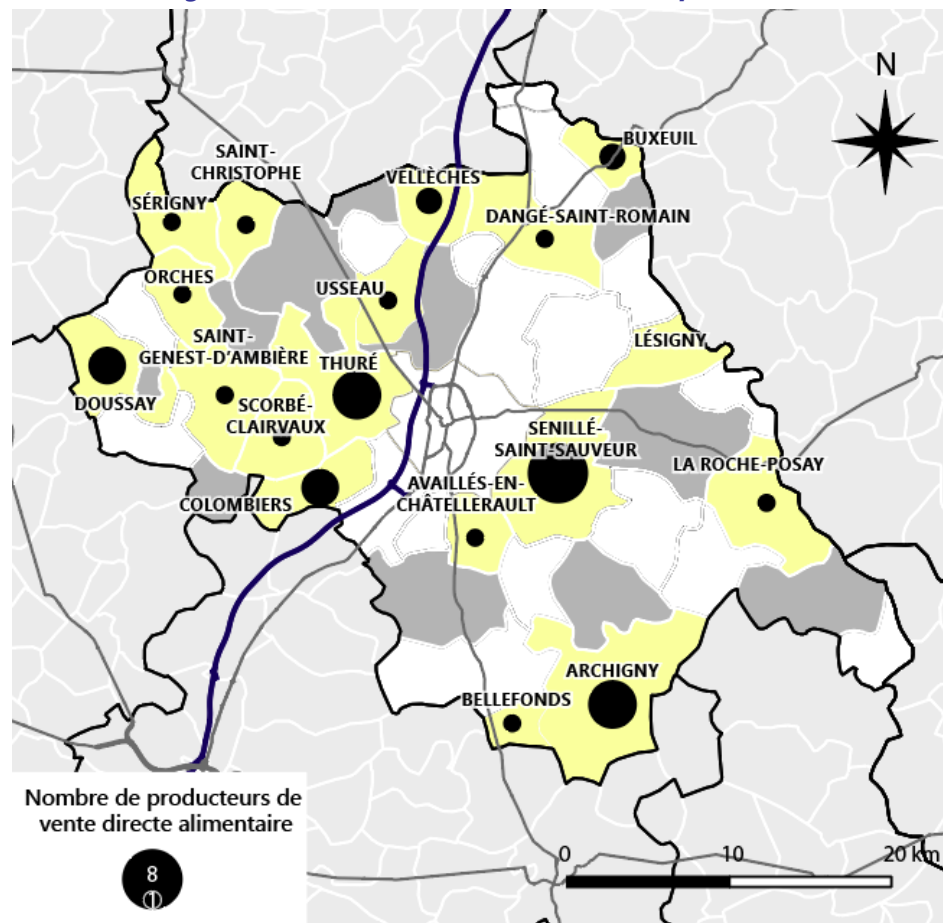 N
BUXEUIL
SAINT-
CHRISTOPHE
VELLÈCHES
SÉRIGNY
DANGÉ-SAINT-ROMAIN
ORCHES
USSEAU
SAINT-
GENEST-D'AMBIÈRE
THURÉ
LÉSIGNY
DOUSSAY
SCORBÉ-
CLAIRVAUX
SENILLÉ-
SAINT-SAUVEUR
LA ROCHE-POSAY
COLOMBIERS
AVAILLÉS-EN-
CHÂTELLERAULT
ARCHIGNY
BELLEFONDS
Nombre de producteurs de
vente directe alimentaire
8
1
0 10 20 km